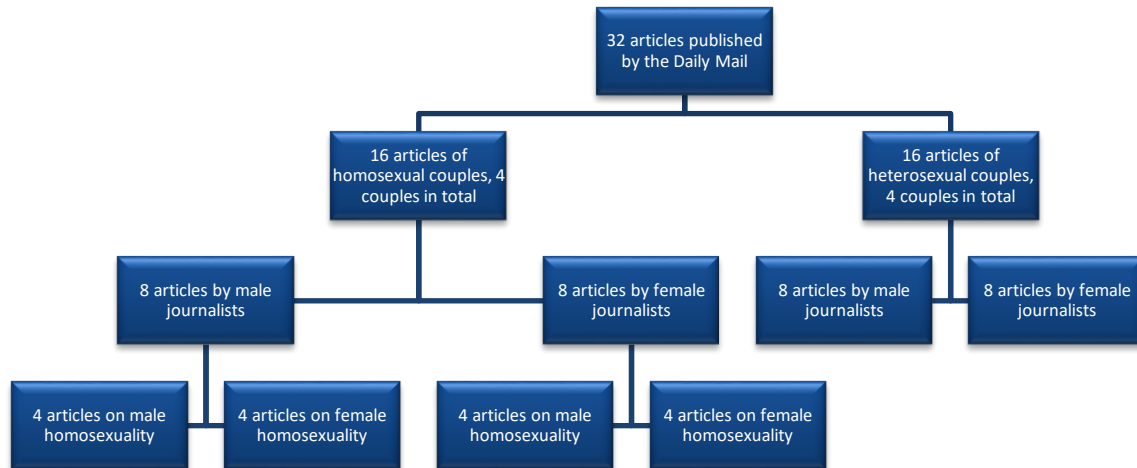 32 articles published
by the Daily Mail
16 articles of
homosexual couples, 4
couples in total
16 articles of
heterosexual couples,
4 couples in total
8 articles by male
journalists
8 articles by female
journalists
8 articles by male
journalists
8 articles by female
journalists
4 articles on male
homosexuality
4 articles on female
homosexuality
4 articles on male
homosexuality
4 articles on female
homosexuality